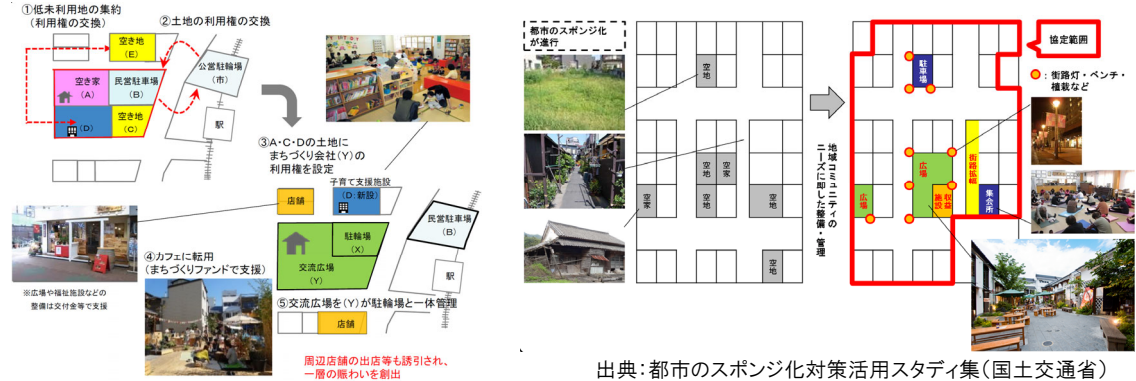 ①低未利用地の集約
(利用権の交換)
②土地の利用権の交換
空き地
(E)
空き家
(A)
民営駐車場
(B)
公営駐輪場
(市)
(D)
空き地
(C)
駅
③A・C・Dの土地に
まちづくり会社(Y)の
利用権を設定
子育て支援施設
(D:新設)
店舗
民営駐車場
(B)
駐輪場
(X)
交流広場
(Y)
駅
④カフェに転用
(まちづくりファンドで支援)
※広場や福祉施設などの
整備は交付金等で支援
⑤交流広場を(Y)が駐輪場と一体管理
店舗
周辺店舗の出店等も誘引され、
一層の賑わいを創出
都市のスポンジ化
が進行
空地
空地
空家
空家
空地
空地
空地
地域コミュニティの
ニーズに即した整備・管理
協定範囲
駐車場
:街路灯・ベンチ・
植栽など
広場
街路拡幅
広場
収益施設
集会所
出典:都市のスポンジ化対策活用スタディ集(国土交通省)